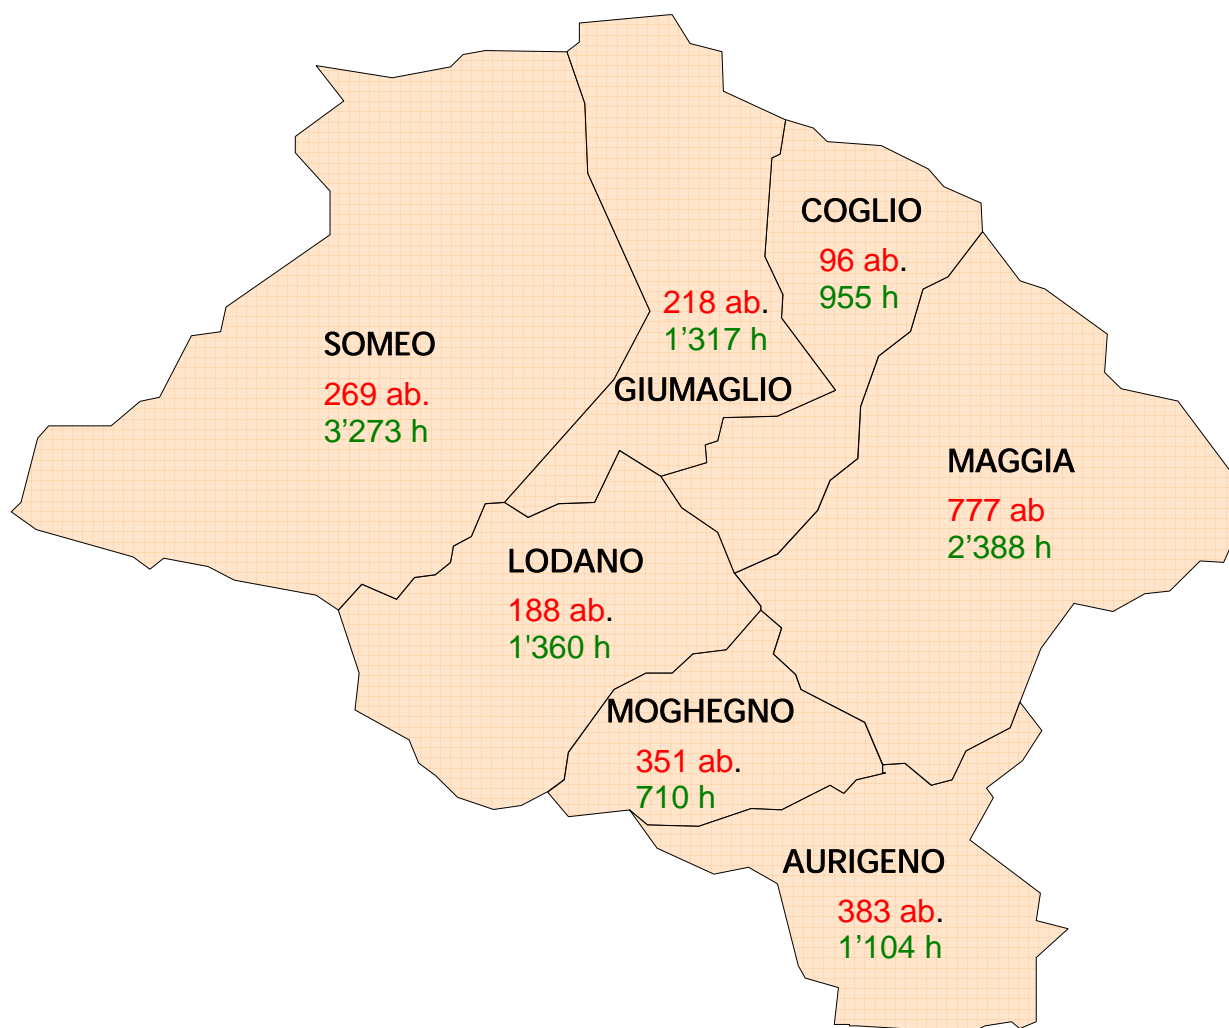 COGLIO
96 ab.
955 h
218 ab.
1’317 h
GIUMAGLIO
SOMEO
269 ab.
3’273 h
MAGGIA
777 ab
2’388 h
LODANO
188 ab.
1'360 h
MOGHEGNO
351 ab.
710 h
AURIGENO
383 ab.
1’104 h